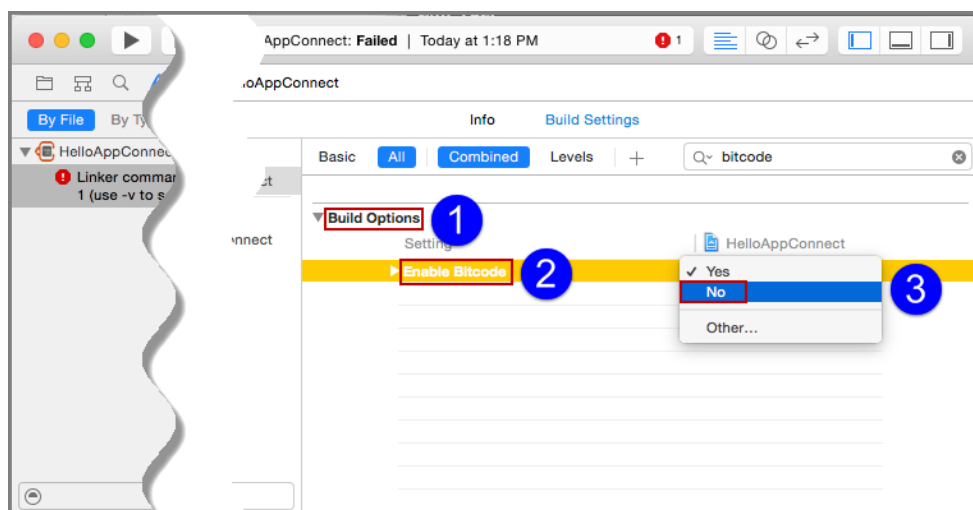 AppConnect: Failed | Today at 1:18 PM 1
loAppConnect
By File By Ty
Info Build Settings
HelloAppConnec
Basic All Combined Levels + bitcode
Linker comman
1 (use -v to s
ct
Build Options 1
nnect
Setting HelloAppConnect
Enable Bitcode 2
✓ Yes
No 3
Other...